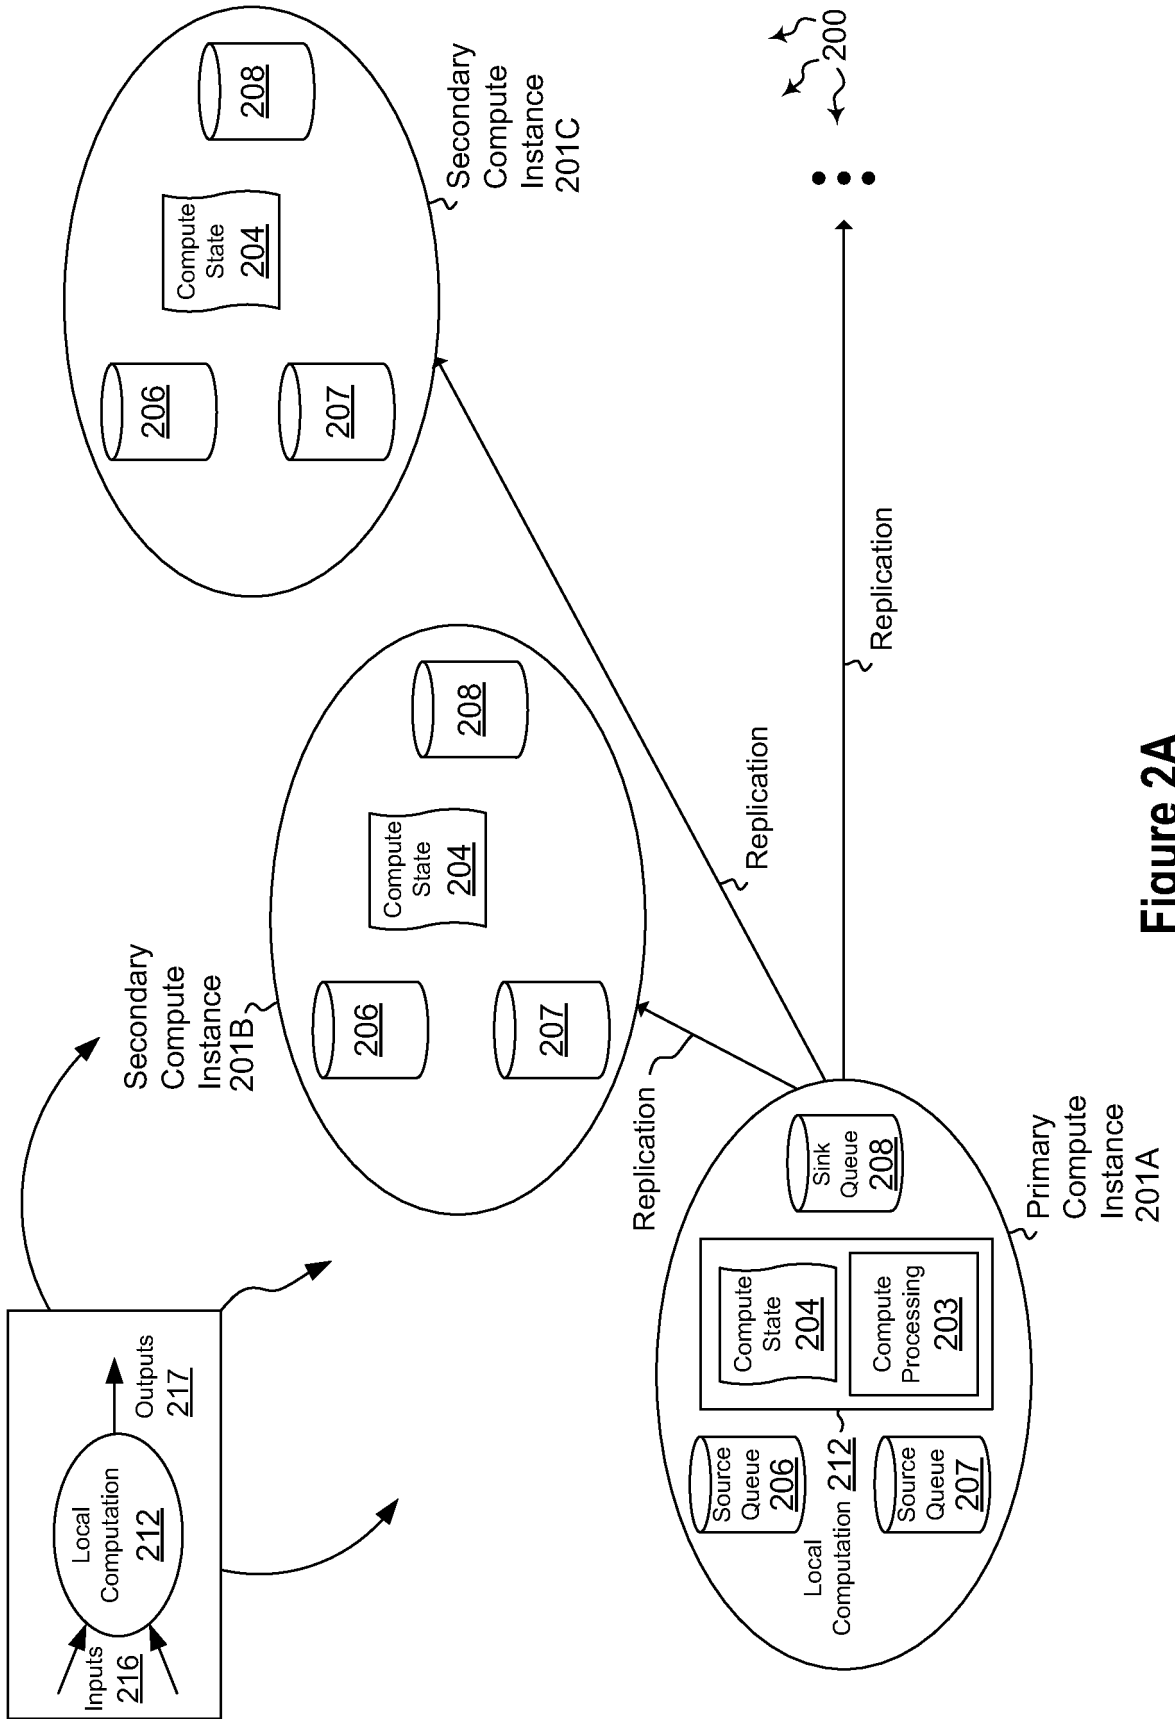 Inputs
216
Local
Computation
212
Outputs
217
Secondary
Compute
Instance
201B
206
207
Compute
State
204
208
Secondary
Compute
Instance
201C
206
207
Compute
State
204
208
Source
Queue
206
Source
Queue
207
Local
Computation 212
Compute
State
204
Compute
Processing
203
Sink
Queue
208
Primary
Compute
Instance
201A
Replication
Replication
Replication
200
Figure 2A